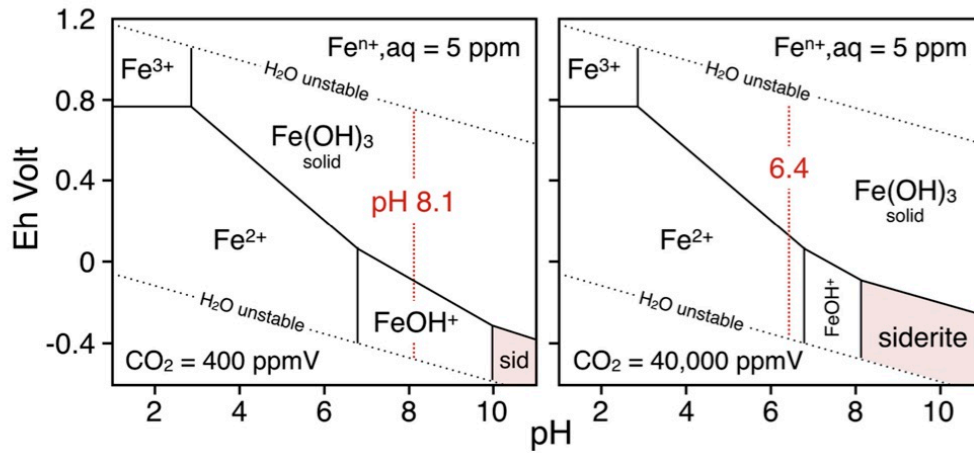 1.2
0.8
0.4
0
-0.4
Eh Volt
Fe³⁺
Feⁿ⁺,aq = 5 ppm
H₂O unstable
Fe(OH)₃
solid
pH 8.1
Fe²⁺
H₂O unstable
FeOH⁺
sid
CO₂ = 400 ppmV
2 4 6 8 10
Fe³⁺
Feⁿ⁺,aq = 5 ppm
H₂O unstable
6.4
Fe(OH)₃
solid
Fe²⁺
H₂O unstable
FeOH⁺
siderite
CO₂ = 40,000 ppmV
2 4 6 8 10
pH